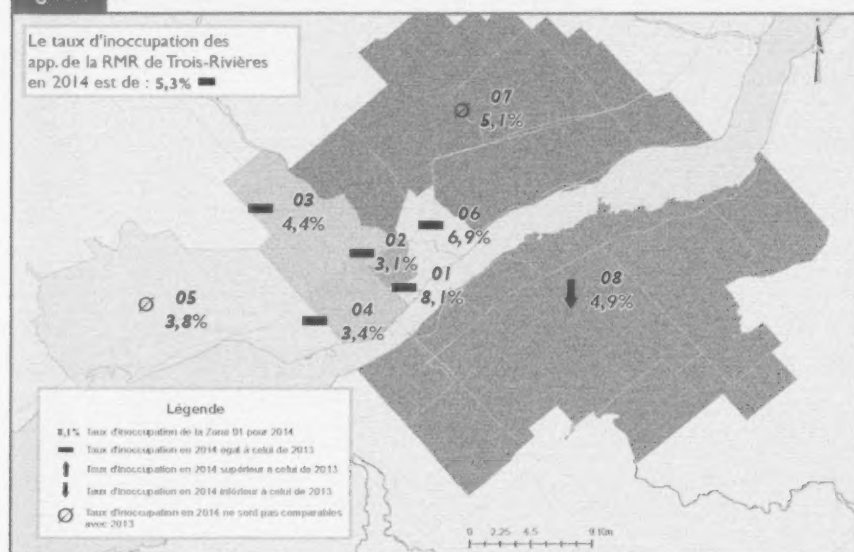 Le taux d'inoccupation des
app. de la RMR de Trois-Rivières
en 2014 est de : 5,3%
07
5,1%
03
4,4%
06
6,9%
02
3,1%
01
8,1%
08
4,9%
05
3,8%
04
3,4%
Légende
8,1% Taux d'inoccupation de la Zone 01 pour 2014
Taux d'inoccupation en 2014 égal à celui de 2013
Taux d'inoccupation en 2014 supérieur à celui de 2013
Taux d'inoccupation en 2014 inférieur à celui de 2013
Taux d'inoccupation en 2014 ne sont pas comparables
avec 2013
0 2.25 4.5 9 Km